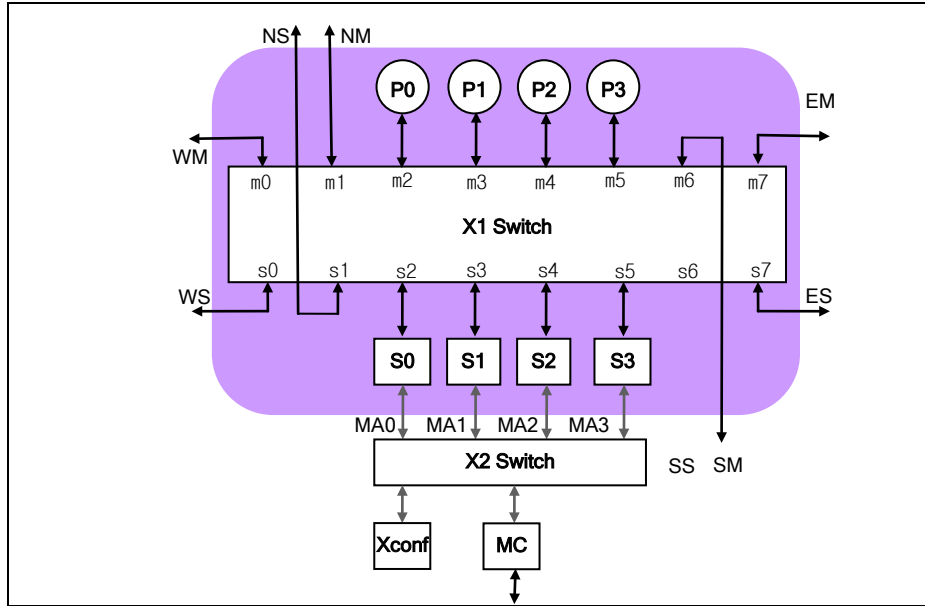 NS NM
P0 P1 P2 P3
EM
WM
m0 m1 m2 m3 m4 m5 m6 m7
X1 Switch
s0 s1 s2 s3 s4 s5 s6 s7
WS ES
S0 S1 S2 S3
MA0 MA1 MA2 MA3
X2 Switch SS SM
Xconf MC